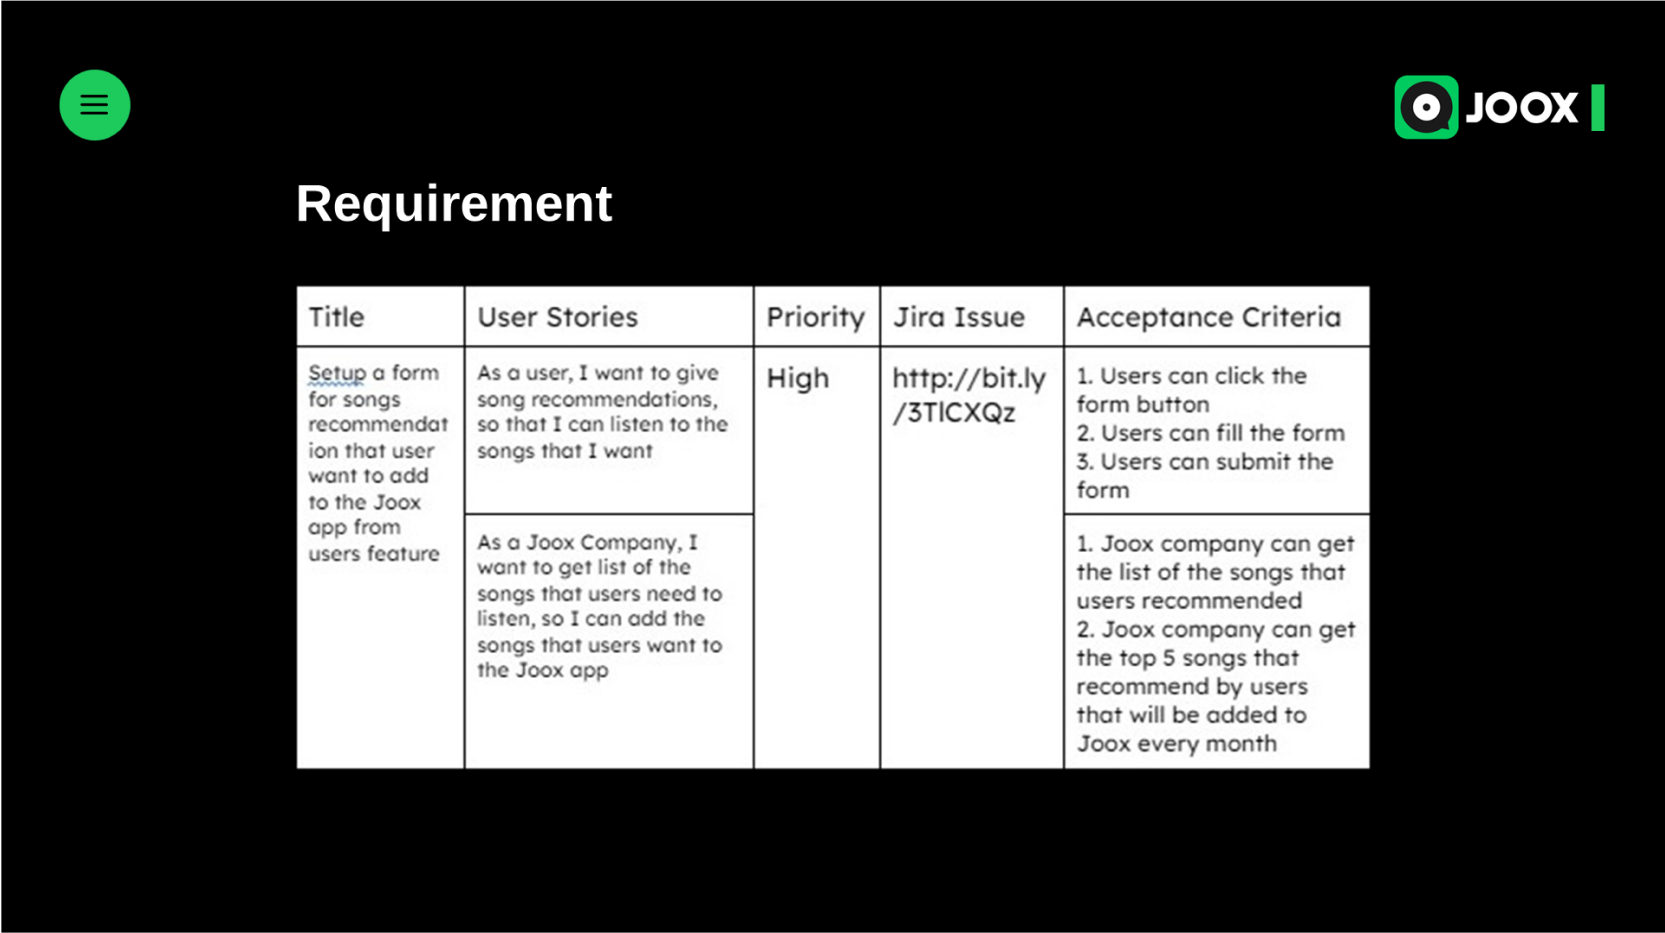 JOOX
Requirement
Title
User Stories
Priority
Jira Issue
Acceptance Criteria
Setup a form
for songs
recommendat
ion that user
want to add
to the Joox
app from
users feature
As a user, I want to give
song recommendations,
so that I can listen to the
songs that I want
High
http://bit.ly
/3TlCXQz
1. Users can click the
form button
2. Users can fill the form
3. Users can submit the
form
As a Joox Company, I
want to get list of the
songs that users need to
listen, so I can add the
songs that users want to
the Joox app
1. Joox company can get
the list of the songs that
users recommended
2. Joox company can get
the top 5 songs that
recommend by users
that will be added to
Joox every month